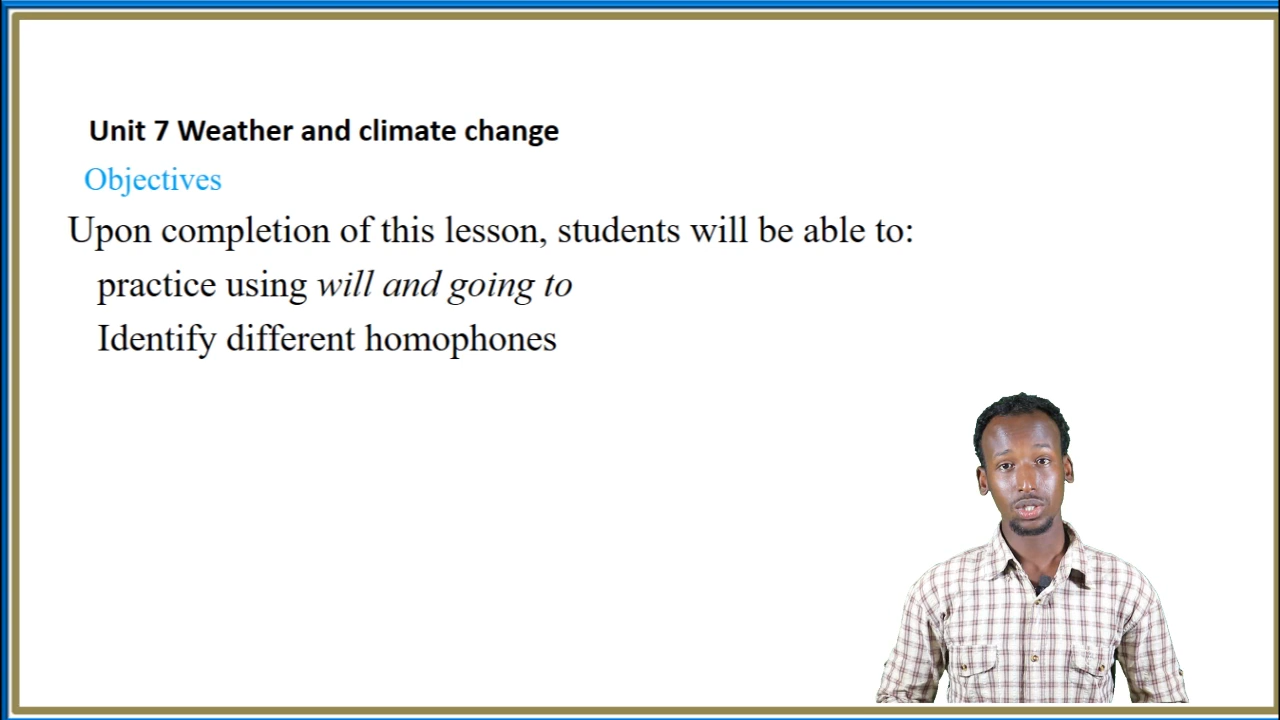 Unit 7 Weather and climate change
Objectives
Upon completion of this lesson, students will be able to:
practice using will and going to
Identify different homophones